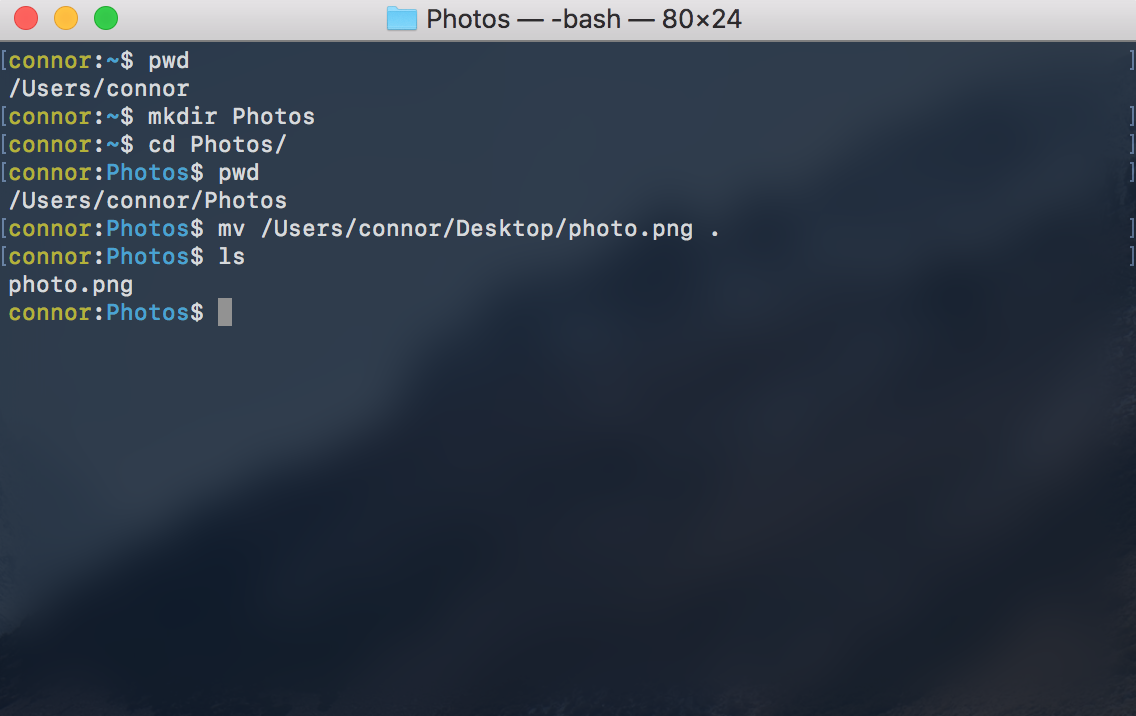 Photos — -bash — 80×24
[connor:~$ pwd ]
/Users/connor
[connor:~$ mkdir Photos ]
[connor:~$ cd Photos/ ]
[connor:Photos$ pwd ]
/Users/connor/Photos
[connor:Photos$ mv /Users/connor/Desktop/photo.png . ]
[connor:Photos$ ls ]
photo.png
connor:Photos$